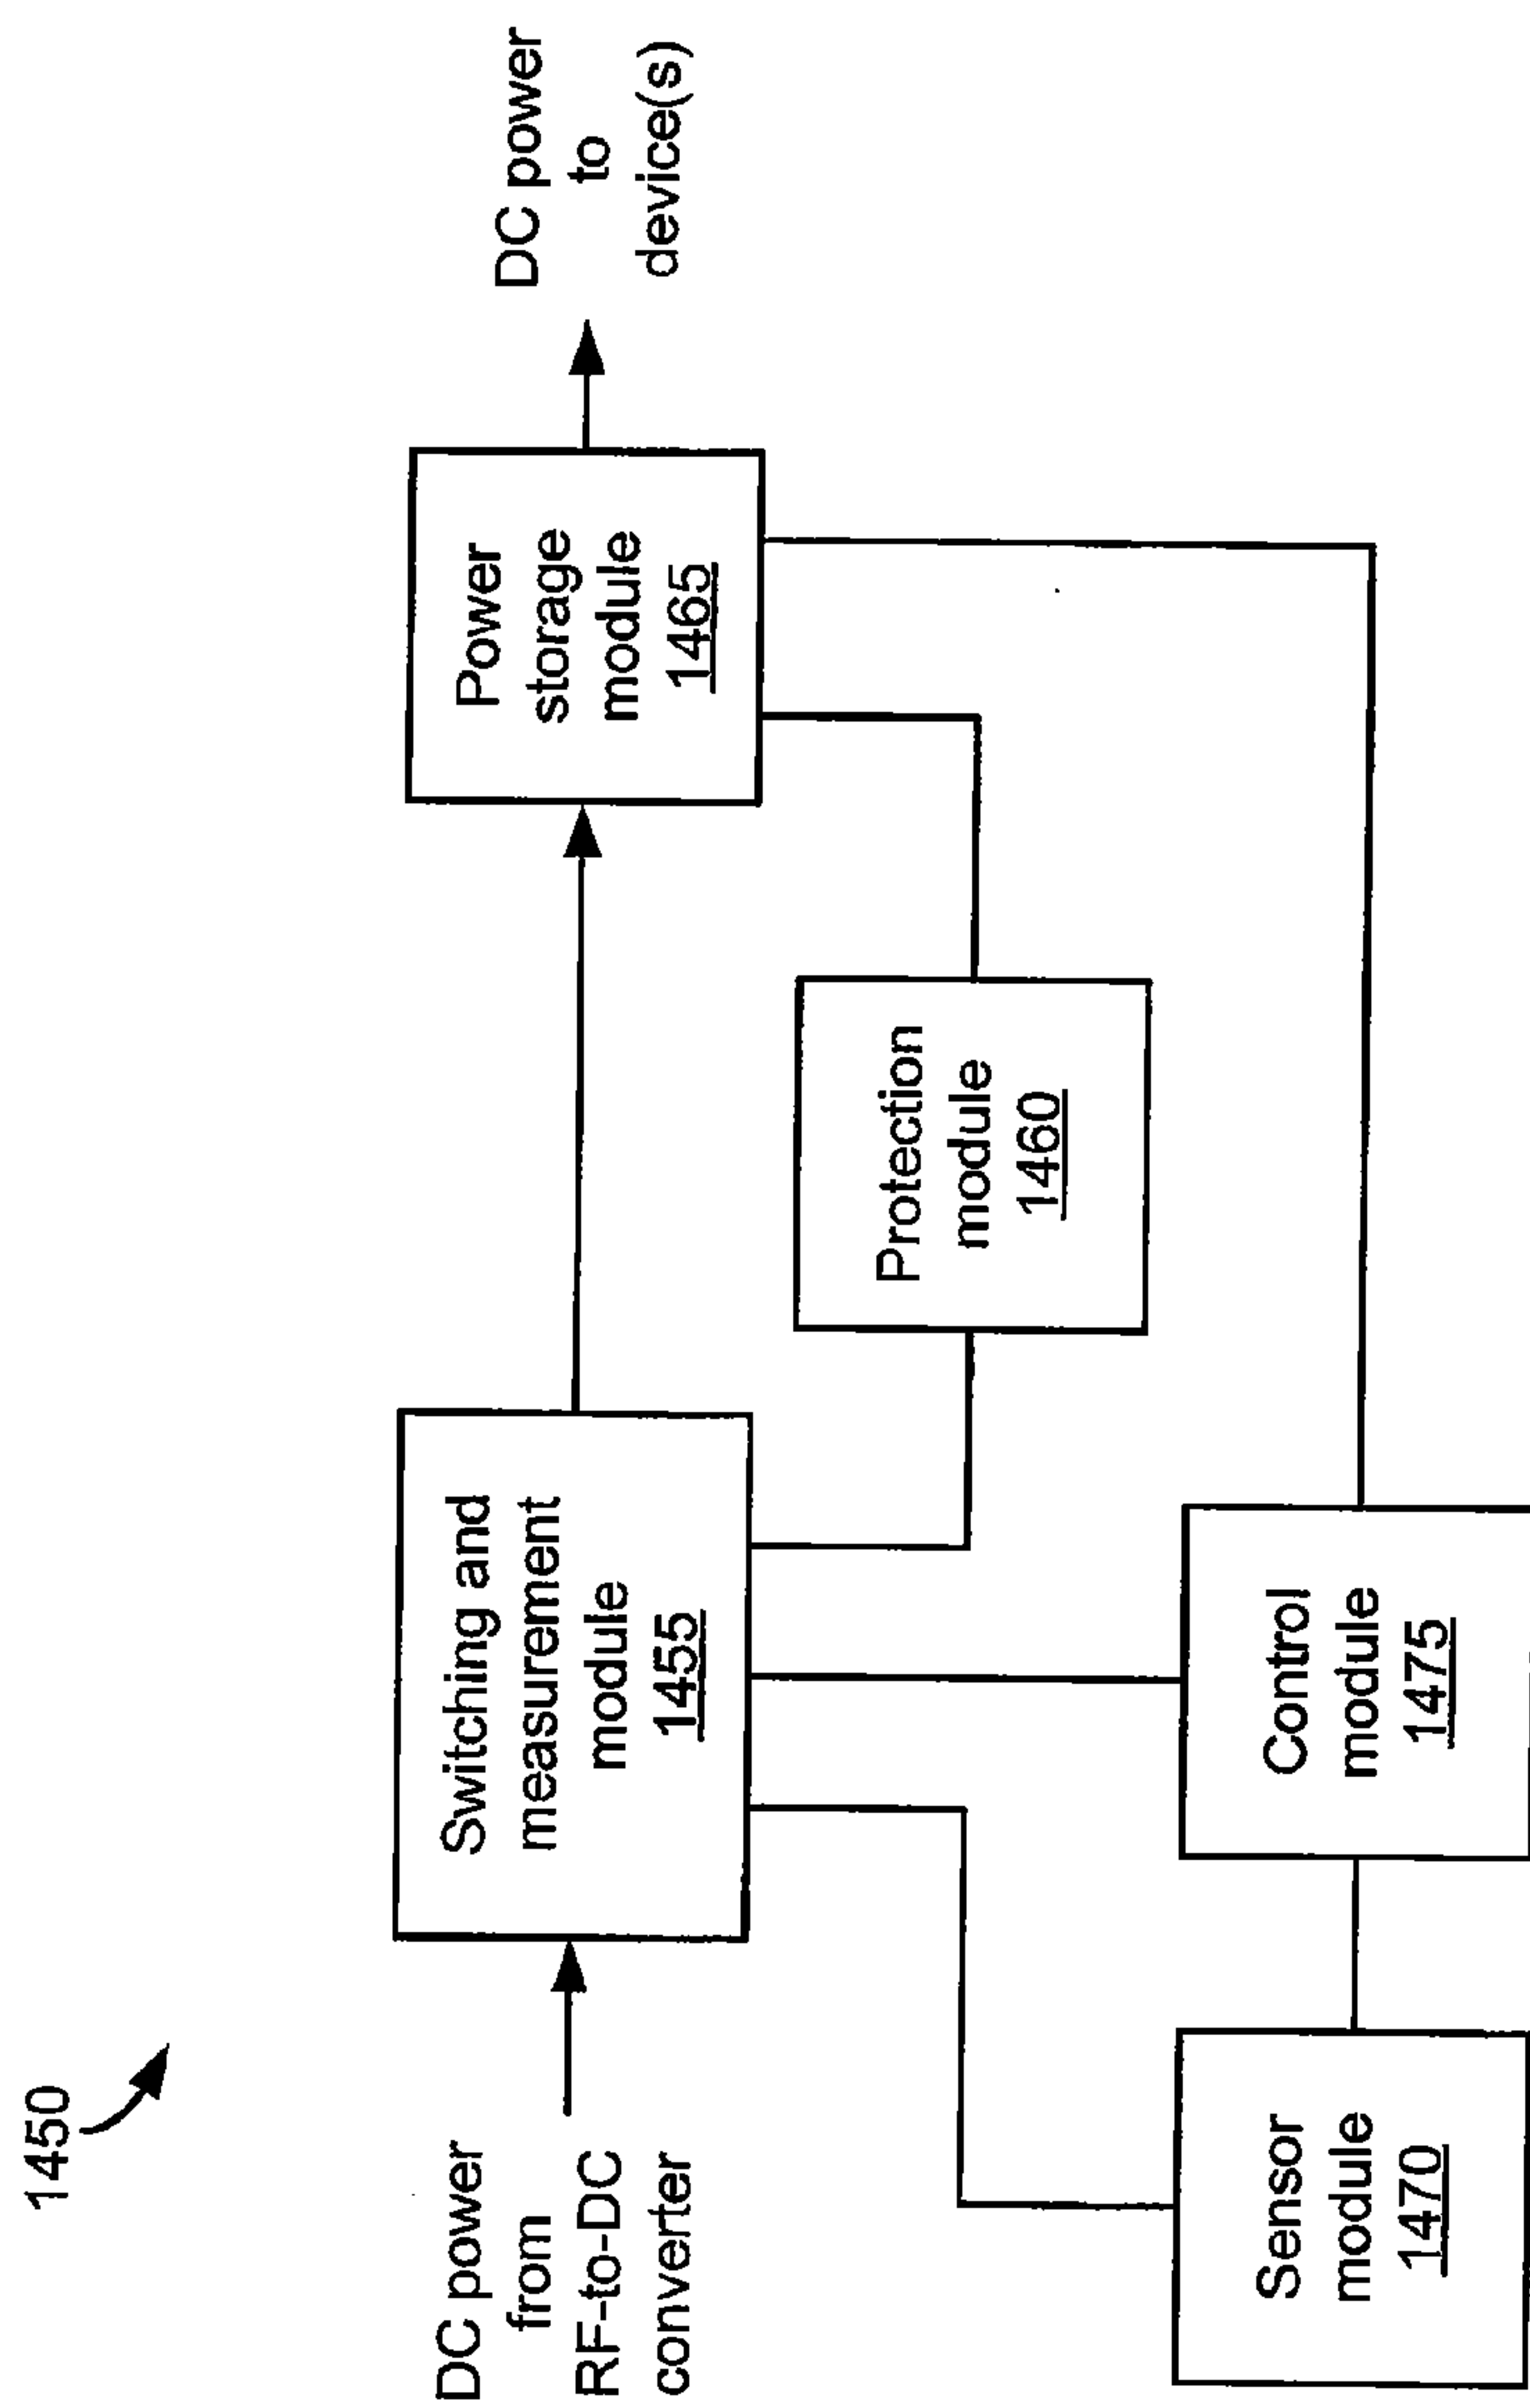 1450
DC power
from
RF-to-DC
converter
Switching and
measurement
module
1455
Power
storage
module
1465
DC power
to
device(s)
Protection
module
1460
Sensor
module
1470
Control
module
1475